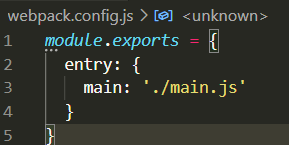 webpack.config.js > <unknown>
1 module.exports = {
2 entry: {
3 main: './main.js'
4 }
5 }